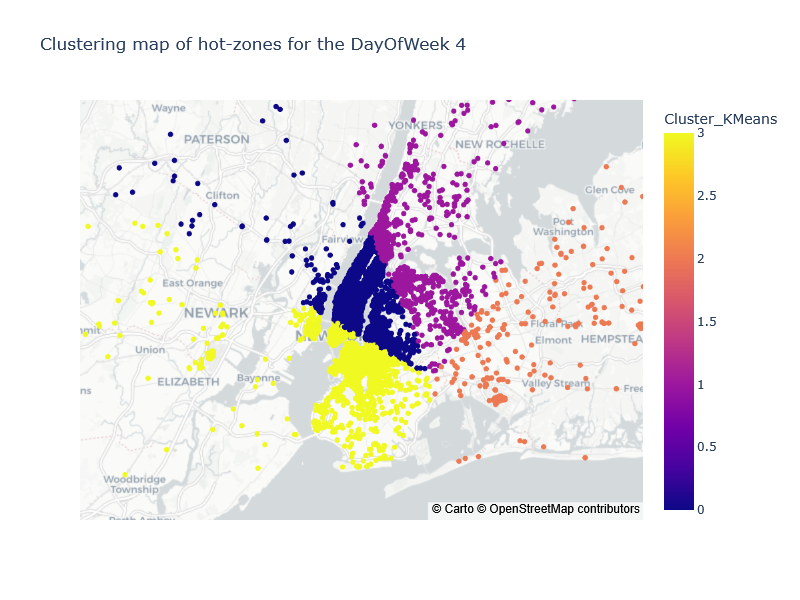 Clustering map of hot-zones for the DayOfWeek 4
Cluster_KMeans
3
2.5
2
1.5
1
0.5
0
Wayne
PATERSON
YONKERS
NEW ROCHELLE
Glen Cove
Clifton
Port
Washington
Fairview
East Orange
NEWARK
Floral Park
Elmont
HEMPSTEA
Union
ELIZABETH
Bayonne
Valley Stream
Free
Woodbridge
Township
Perth Amboy
© Carto © OpenStreetMap contributors